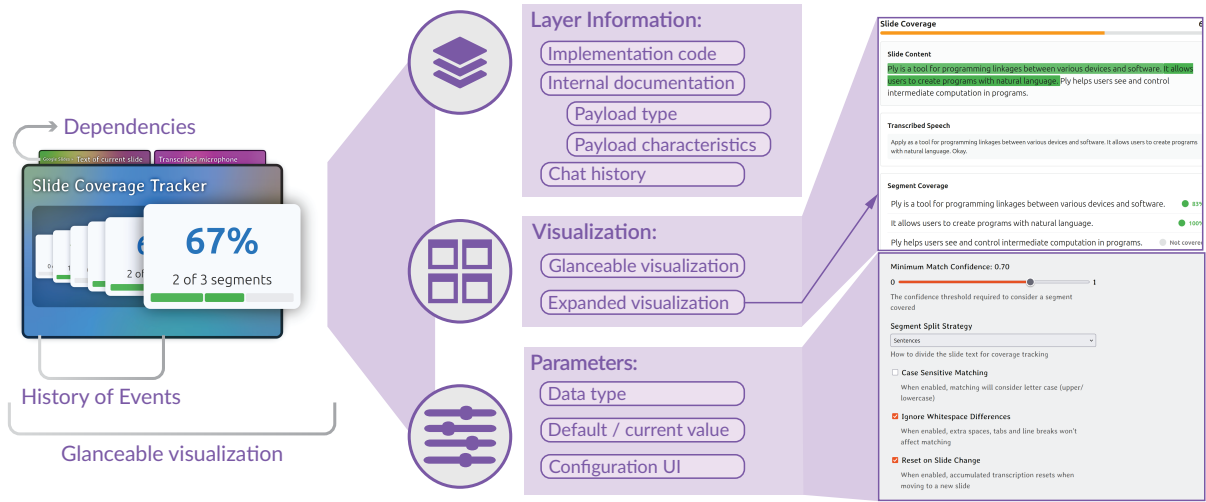 Dependencies
Text of current slide
Transcribed microphone
Slide Coverage Tracker
67%
2 of 3 segments
2 of
History of Events
Glanceable visualization
Layer Information:
Implementation code
Internal documentation
Payload type
Payload characteristics
Chat history
Visualization:
Glanceable visualization
Expanded visualization
Parameters:
Data type
Default / current value
Configuration UI
Slide Coverage
6
Slide Content
Ply is a tool for programming linkages between various devices and software. It allows
users to create programs with natural language. Ply helps users see and control
intermediate computation in programs.
Transcribed Speech
Apply as a tool for programming linkages between various devices and software. It allows users to create programs
with natural language. Okay.
Segment Coverage
Ply is a tool for programming linkages between various devices and software. 83%
It allows users to create programs with natural language. 100%
Ply helps users see and control intermediate computation in programs. Not covered
Minimum Match Confidence: 0.70
0 1
The confidence threshold required to consider a segment
covered
Segment Split Strategy
Sentences
How to divide the slide text for coverage tracking
Case Sensitive Matching
When enabled, matching will consider letter case (upper/
lowercase)
Ignore Whitespace Differences
When enabled, extra spaces, tabs and line breaks won't
affect matching
Reset on Slide Change
When enabled, accumulated transcription resets when
moving to a new slide